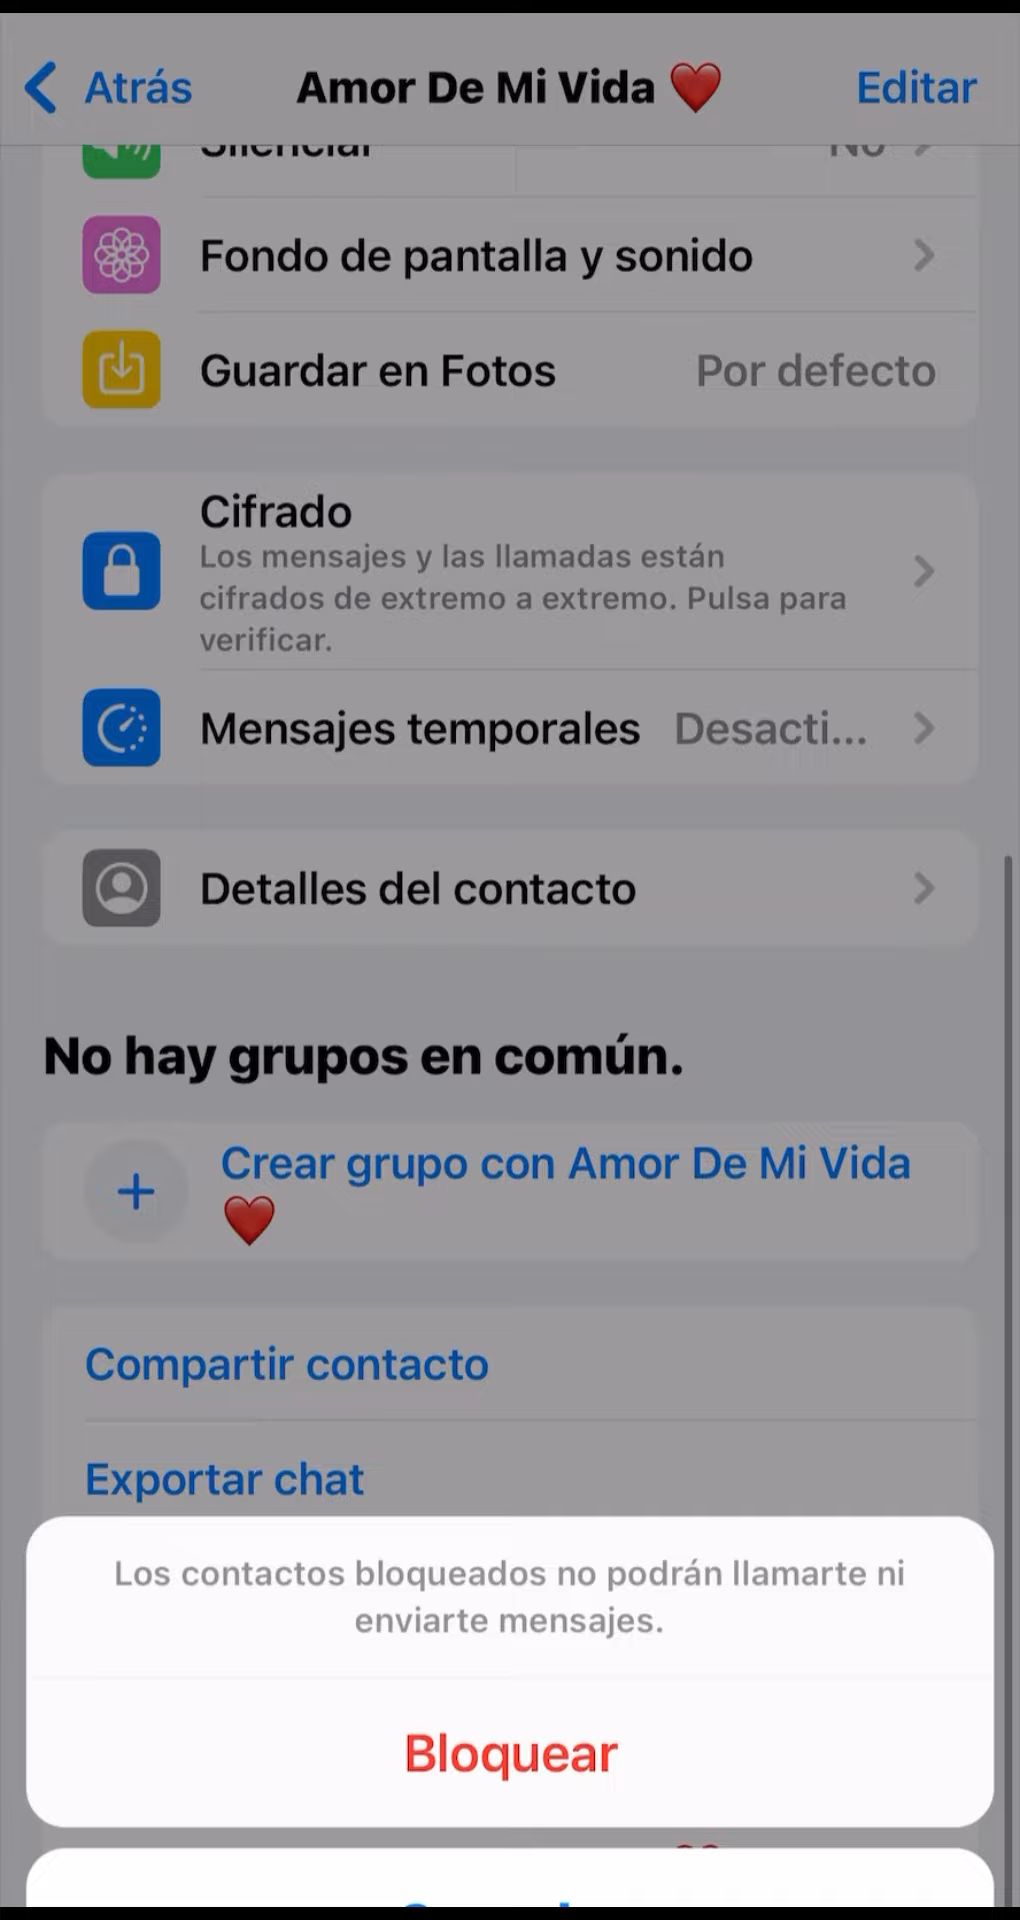 Atrás
Amor De Mi Vida ❤️
Editar
Silenciar
No
Fondo de pantalla y sonido
Guardar en Fotos
Por defecto
Cifrado
Los mensajes y las llamadas están
cifrados de extremo a extremo. Pulsa para
verificar.
Mensajes temporales
Desacti...
Detalles del contacto
No hay grupos en común.
Crear grupo con Amor De Mi Vida
❤️
Compartir contacto
Exportar chat
Los contactos bloqueados no podrán llamarte ni
enviarte mensajes.
Bloquear